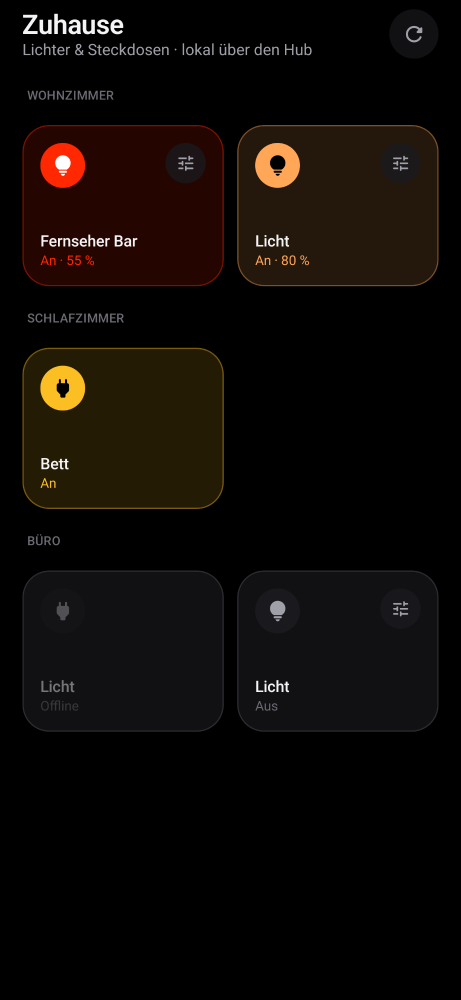 Zuhause
Lichter & Steckdosen · lokal über den Hub
WOHNZIMMER
Fernseher Bar
An · 55 %
Licht
An · 80 %
SCHLAFZIMMER
Bett
An
BÜRO
Licht
Offline
Licht
Aus